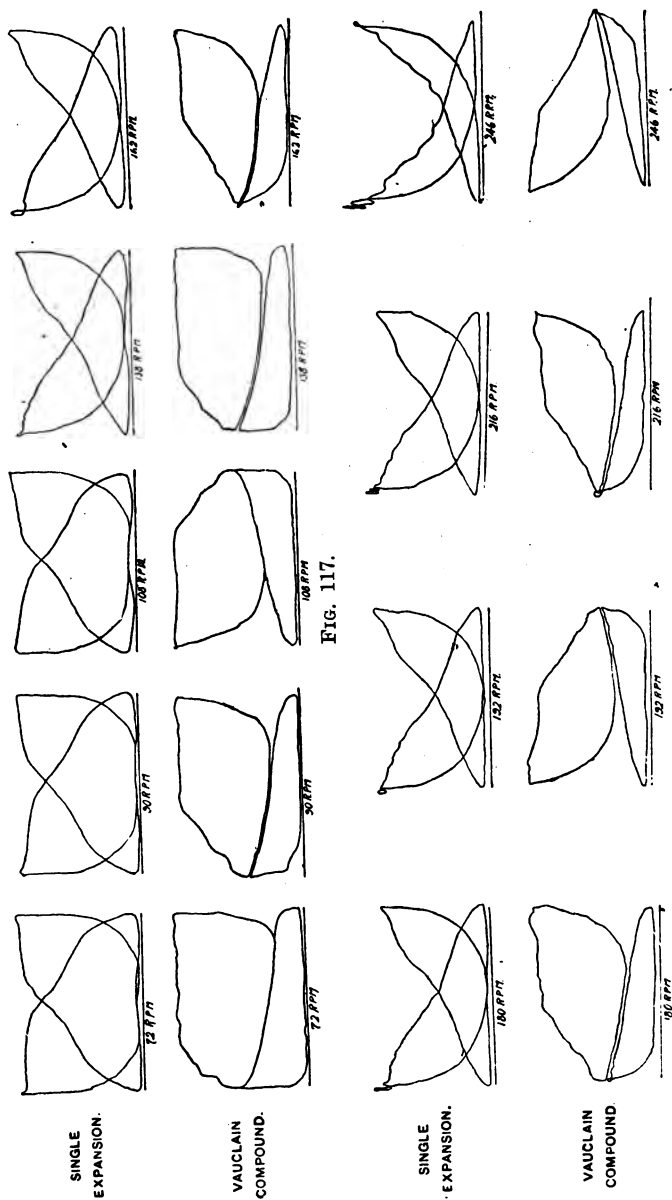 SINGLE
EXPANSION.
72 RPM
90 RPM
108 RPM.
138 RPM
162 RPM.
VAUCLAIN
COMPOUND.
72 RPM
90 RPM
108 RPM
138 RPM
162 RPM
FIG. 117.
SINGLE
EXPANSION.
180 RPM.
192 RPM.
216 RPM.
246 RPM.
VAUCLAIN
COMPOUND.
180 RPM
192 RPM
216 RPM
246 RPM